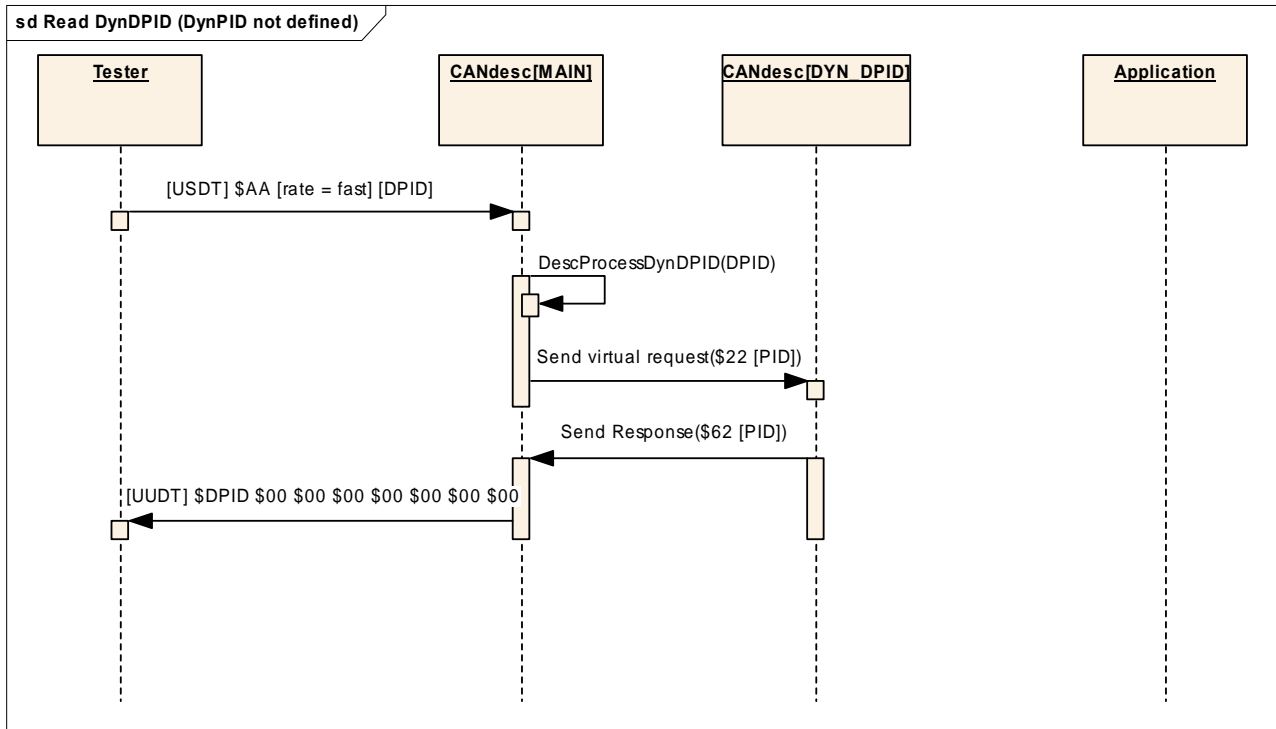 sd Read DynDPID (DynPID not defined)
Tester
CANdesc[MAIN]
CANdesc[DYN_DPID]
Application
[USDT] $AA [rate = fast] [DPID]
DescProcessDynDPID(DPID)
Send virtual request($22 [PID])
Send Response($62 [PID])
[UUDT] $DPID $00 $00 $00 $00 $00 $00 $00